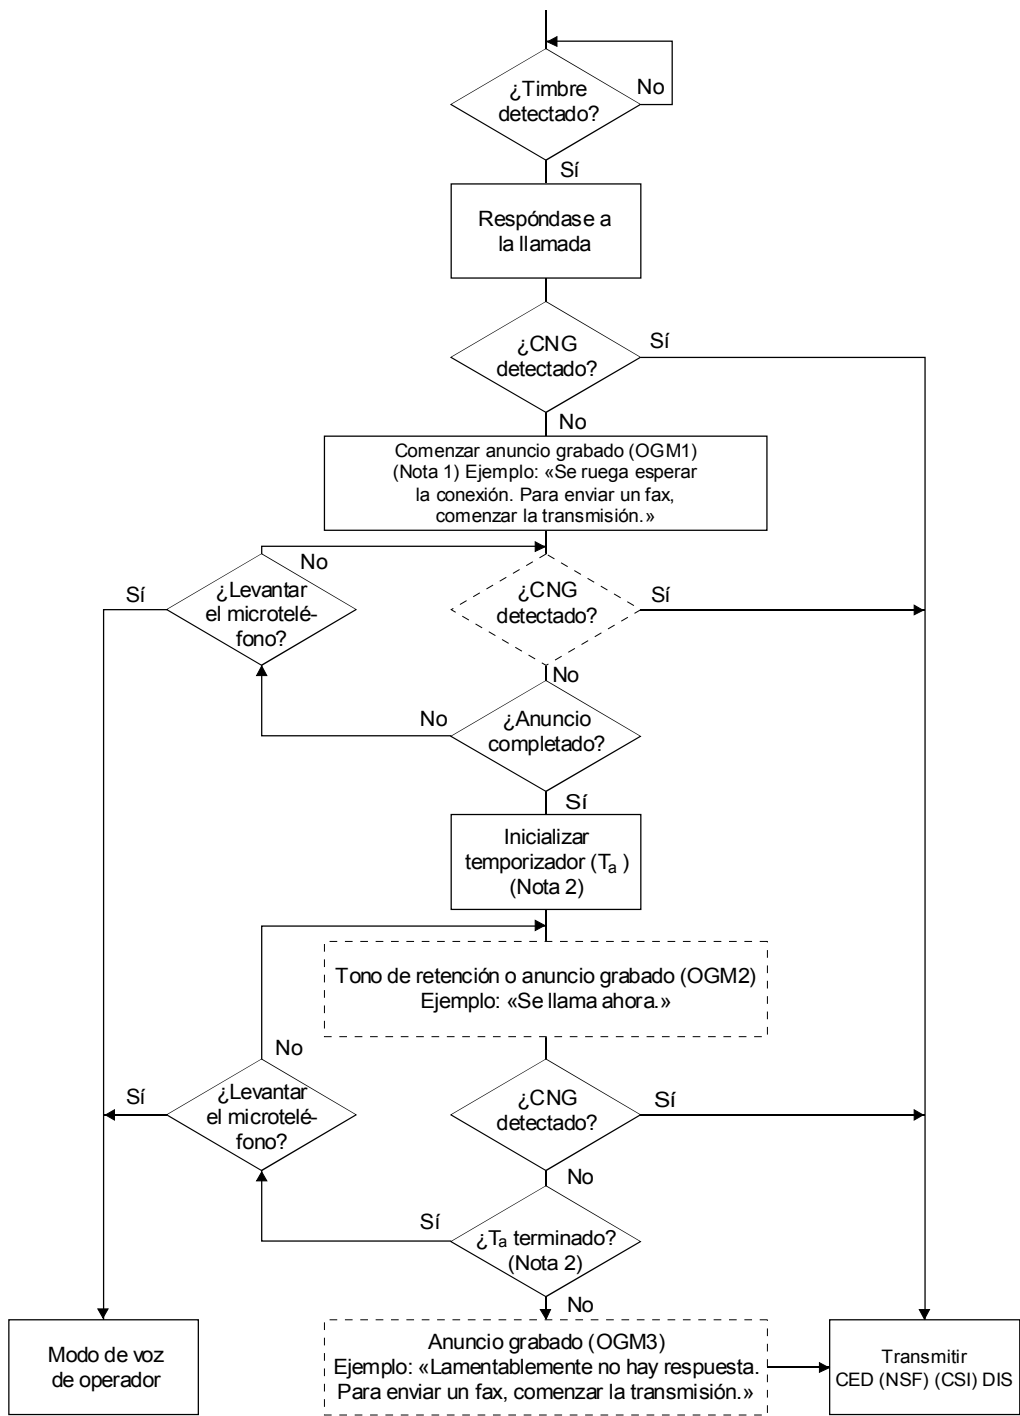 ¿Timbre
detectado?
No
Sí
Respóndase a
la llamada
¿CNG
detectado?
Sí
No
Comenzar anuncio grabado (OGM1)
(Nota 1) Ejemplo: «Se ruega esperar
la conexión. Para enviar un fax,
comenzar la transmisión.»
No
¿Levantar
el microtelé-
fono?
Sí
¿CNG
detectado?
Sí
No
¿Anuncio
completado?
No
Sí
Inicializar
temporizador (Ta )
(Nota 2)
Tono de retención o anuncio grabado (OGM2)
Ejemplo: «Se llama ahora.»
No
¿Levantar
el microtelé-
fono?
Sí
¿CNG
detectado?
Sí
No
¿Ta terminado?
(Nota 2)
Sí
No
Modo de voz
de operador
Anuncio grabado (OGM3)
Ejemplo: «Lamentablemente no hay respuesta.
Para enviar un fax, comenzar la transmisión.»
Transmitir
CED (NSF) (CSI) DIS